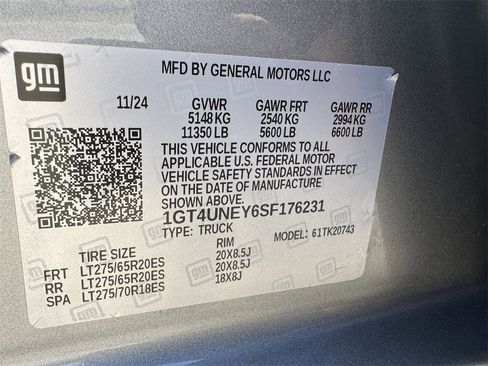 gm
MFD BY GENERAL MOTORS LLC
11/24 GVWR GAWR FRT GAWR RR
5148 KG 2540 KG 2994 KG
11350 LB 5600 LB 6600 LB
THIS VEHICLE CONFORMS TO ALL
APPLICABLE U.S. FEDERAL MOTOR
VEHICLE SAFETY STANDARDS IN EFFECT
ON THE DATE OF MANUFACTURE
SHOWN ABOVE.
1GT4UNEY6SF176231
TYPE: TRUCK MODEL: 61TK20743
TIRE SIZE RIM
FRT LT275/65R20ES 20X8.5J
RR LT275/65R20ES 20X8.5J
SPA LT275/70R18ES 18X8J